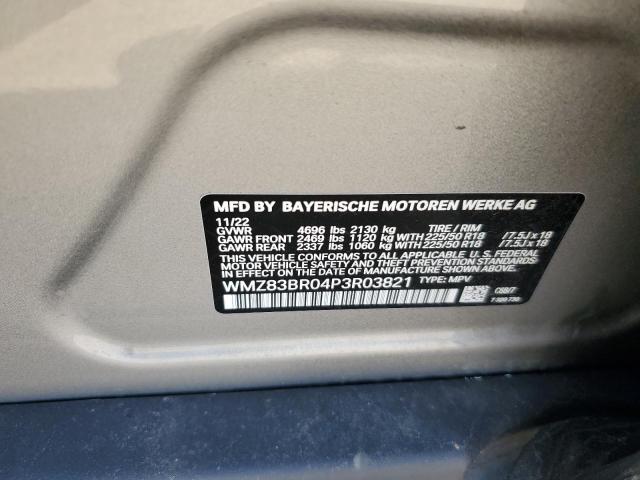 MFD BY BAYERISCHE MOTOREN WERKE AG
11/22
GVWR 4696 lbs 2130 kg TIRE / RIM
GAWR FRONT 2469 lbs 1120 kg WITH 225/50 R18 /7.5J x 18
GAWR REAR 2337 lbs 1060 kg WITH 225/50 R18 /7.5J x 18
THIS VEHICLE CONFORMS TO ALL APPLICABLE U.S. FEDERAL MOTOR
VEHICLE SAFETY STANDARDS IN EFFECT ON THE DATE OF
MANUFACTURE SHOWN ABOVE.
WMZ83BR04P3R03821 TYPE: MPV